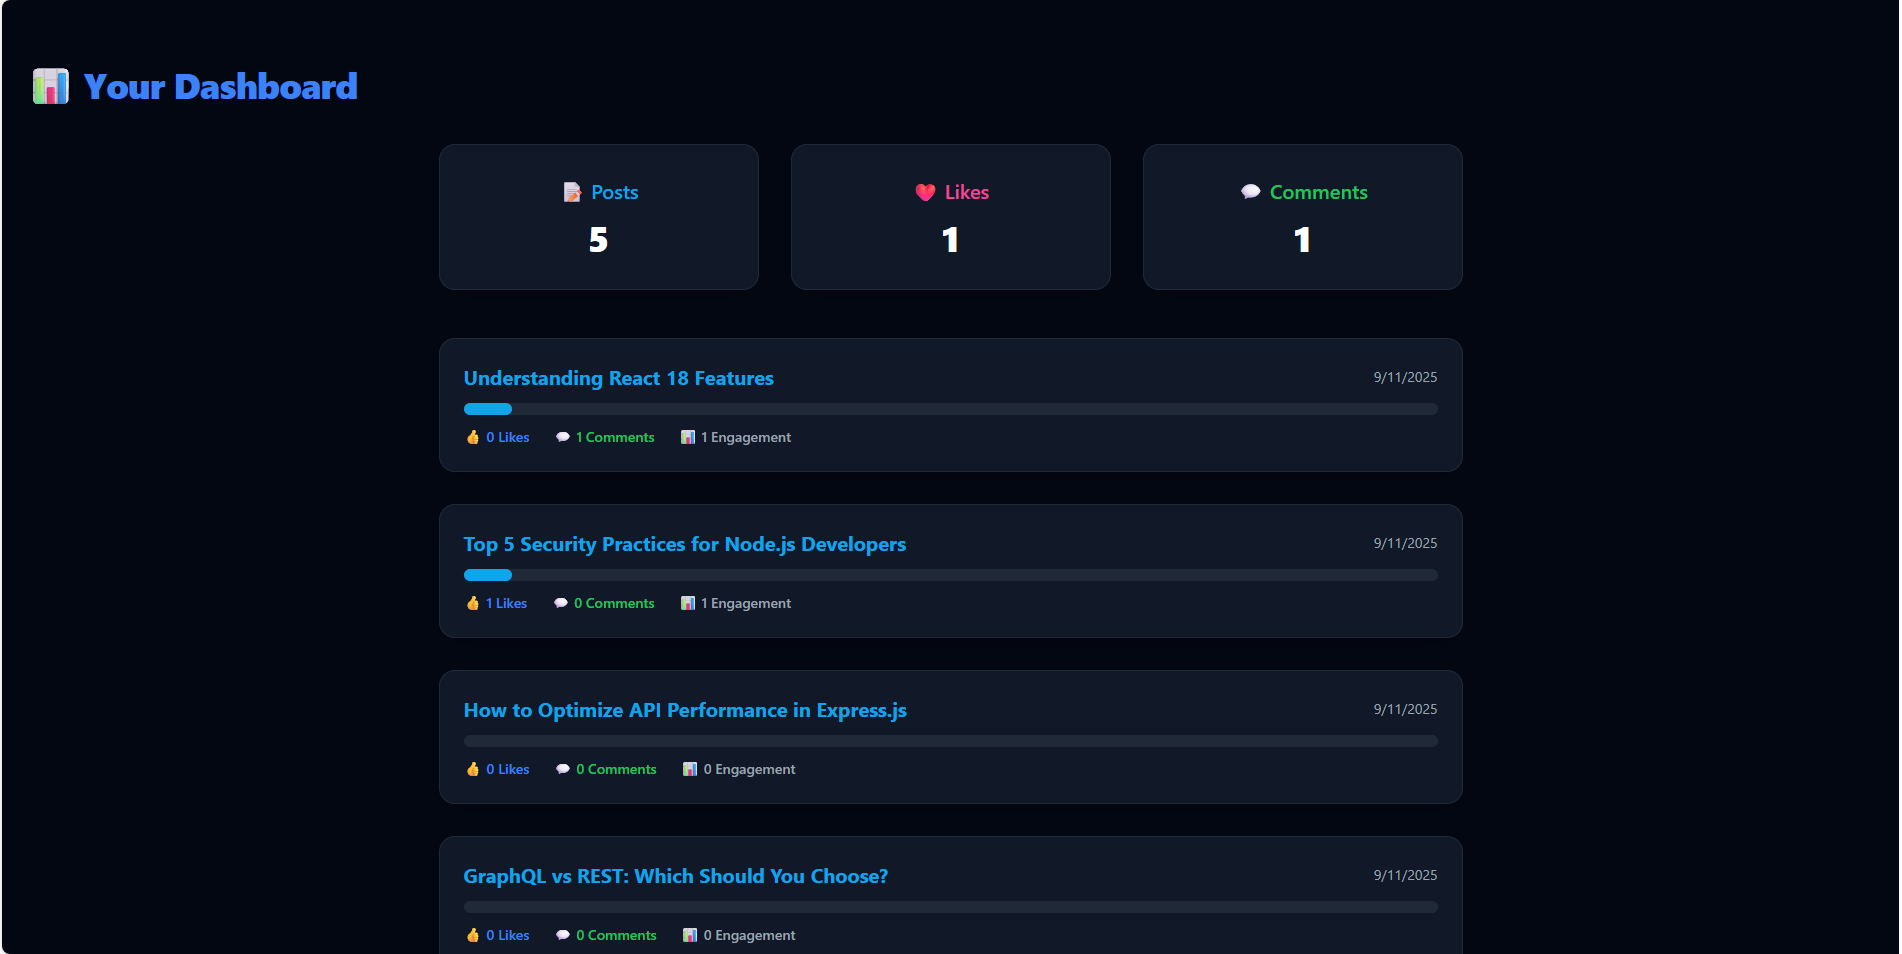 📊 Your Dashboard
📝 Posts
5
❤️ Likes
1
💬 Comments
1
Understanding React 18 Features 9/11/2025
👍 0 Likes 💬 1 Comments 📊 1 Engagement
Top 5 Security Practices for Node.js Developers 9/11/2025
👍 1 Likes 💬 0 Comments 📊 1 Engagement
How to Optimize API Performance in Express.js 9/11/2025
👍 0 Likes 💬 0 Comments 📊 0 Engagement
GraphQL vs REST: Which Should You Choose? 9/11/2025
👍 0 Likes 💬 0 Comments 📊 0 Engagement